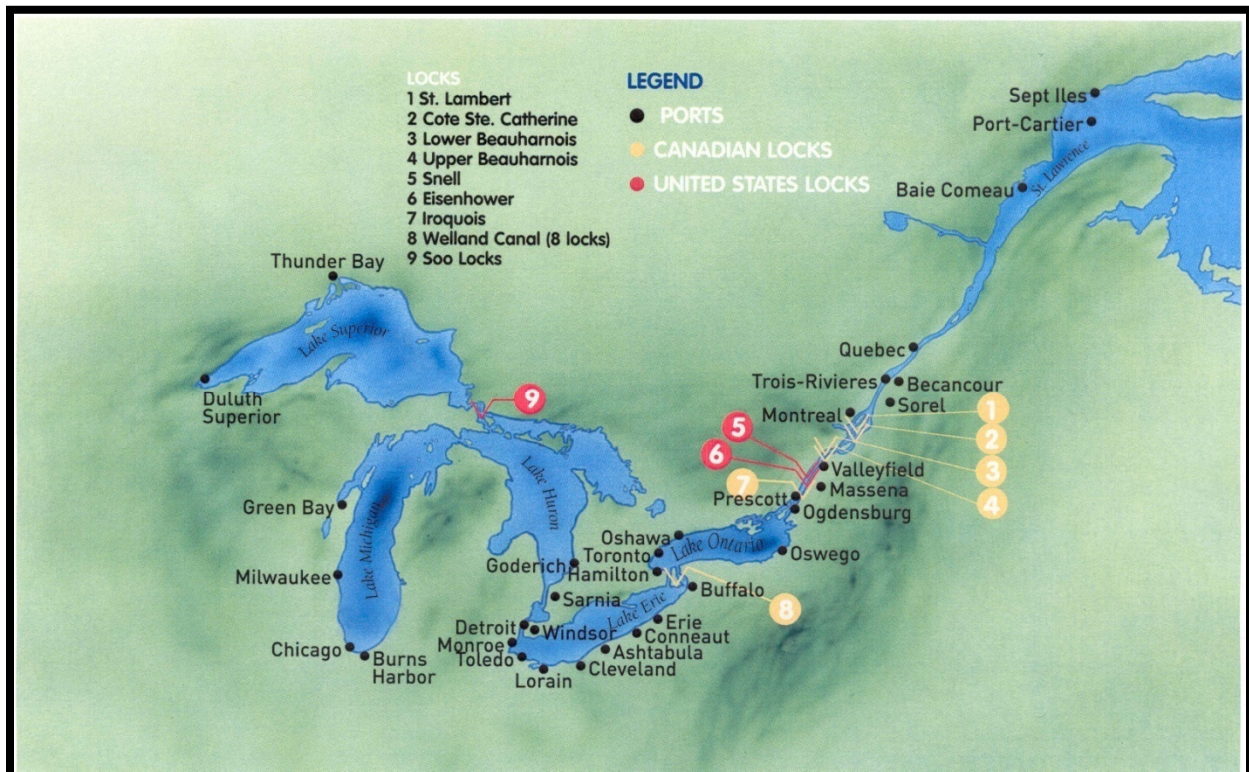 LOCKS
1 St. Lambert
2 Cote Ste. Catherine
3 Lower Beauharnois
4 Upper Beauharnois
5 Snell
6 Eisenhower
7 Iroquois
8 Welland Canal (8 locks)
9 Soo Locks
LEGEND
PORTS
CANADIAN LOCKS
UNITED STATES LOCKS
Sept Iles
Port-Cartier
St. Lawrence
Baie Comeau
Thunder Bay
Lake Superior
Duluth
Superior
9
Quebec
Trois-Rivieres
Becancour
Sorel
Montreal
1
2
3
4
5
6
7
Valleyfield
Massena
Prescott
Ogdensburg
Green Bay
Lake Michigan
Lake Huron
Milwaukee
Chicago
Burns
Harbor
Oshawa
Toronto
Lake Ontario
Oswego
Goderich
Hamilton
Sarnia
Buffalo
8
Lake Erie
Detroit
Windsor
Erie
Monroe
Conneaut
Toledo
Ashtabula
Cleveland
Lorain